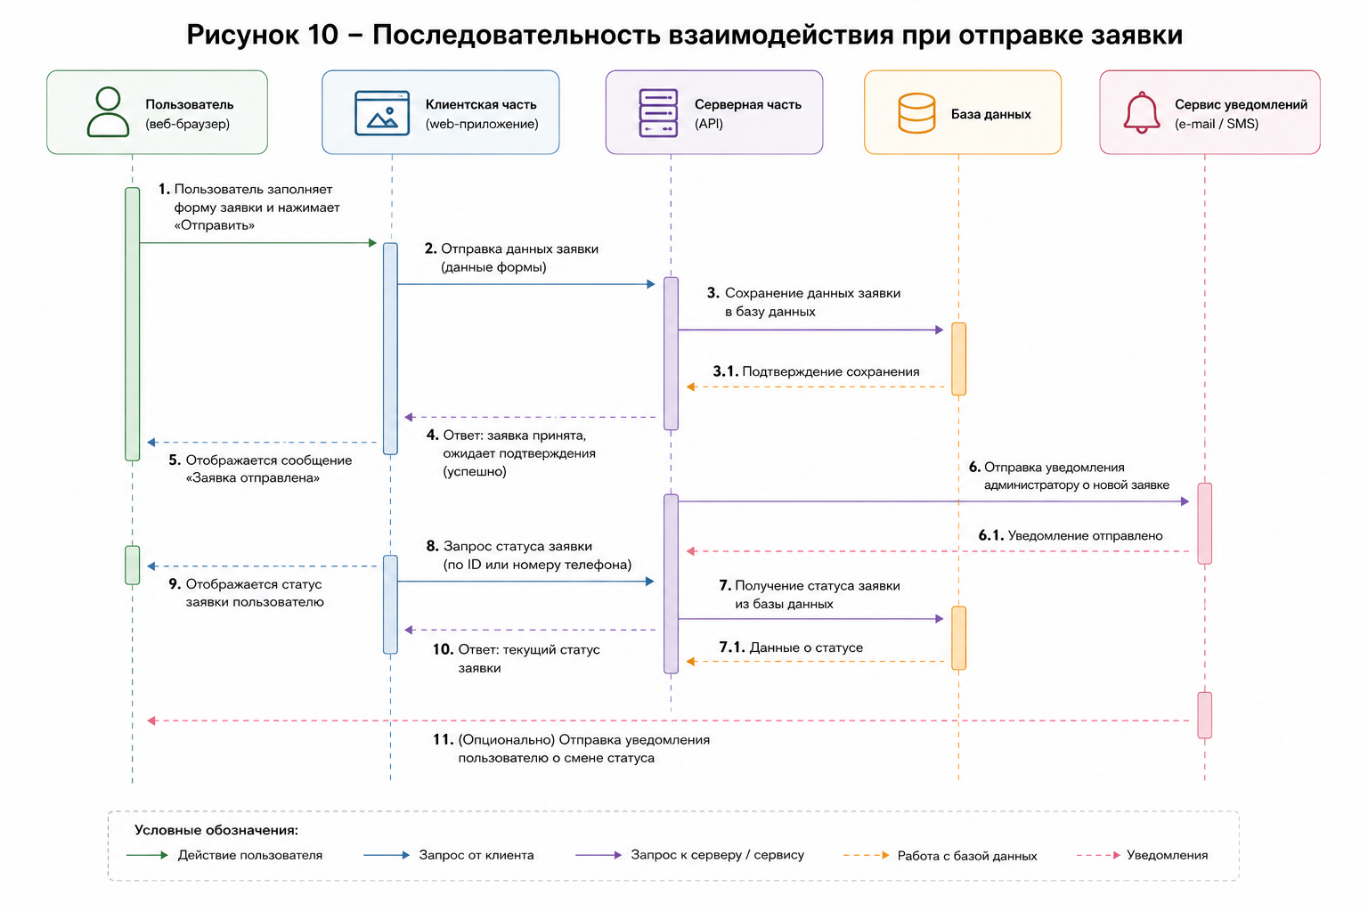 Рисунок 10 – Последовательность взаимодействия при отправке заявки
Пользователь
(веб-браузер)
Клиентская часть
(web-приложение)
Серверная часть
(API)
База данных
Сервис уведомлений
(e-mail / SMS)
1. Пользователь заполняет
форму заявки и нажимает
«Отправить»
2. Отправка данных заявки
(данные формы)
3. Сохранение данных заявки
в базу данных
3.1. Подтверждение сохранения
4. Ответ: заявка принята,
ожидает подтверждения
(успешно)
5. Отображается сообщение
«Заявка отправлена»
6. Отправка уведомления
администратору о новой заявке
6.1. Уведомление отправлено
8. Запрос статуса заявки
(по ID или номеру телефона)
9. Отображается статус
заявки пользователю
7. Получение статуса заявки
из базы данных
7.1. Данные о статусе
10. Ответ: текущий статус
заявки
11. (Опционально) Отправка уведомления
пользователю о смене статуса
Условные обозначения:
Действие пользователя
Запрос от клиента
Запрос к серверу / сервису
Работа с базой данных
Уведомления